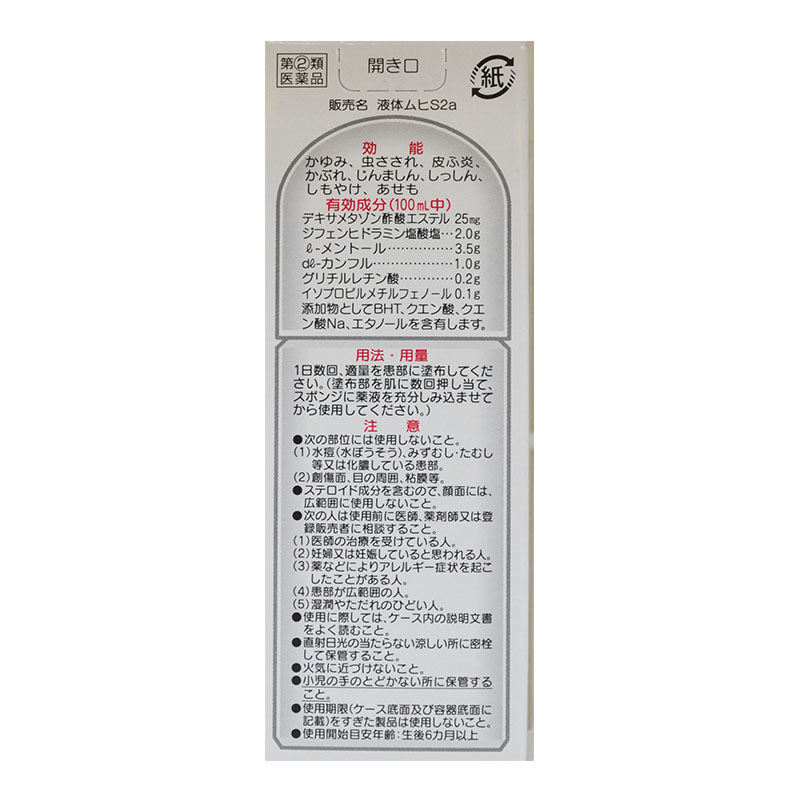 指②類
医薬品
開き口
紙
販売名 液体ムヒS2a
効能
かゆみ、虫さされ、皮ふ炎、
かぶれ、じんましん、しっしん、
しもやけ、あせも
有効成分(100mL中)
デキサメタゾン酢酸エステル 25mg
ジフェンヒドラミン塩酸塩…2.0g
ℓ-メントール……………3.5g
dℓ-カンフル……………1.0g
グリチルレチン酸…………0.2g
イソプロピルメチルフェノール 0.1g
添加物としてBHT、クエン酸、クエ
ン酸Na、エタノールを含有します。
用法・用量
1日数回、適量を患部に塗布してくだ
さい。(塗布部を肌に数回押し当て、
スポンジに薬液を充分しみ込ませて
から使用してください。)
注意
●次の部位には使用しないこと。
(1)水痘(水ぼうそう)、みずむし・たむし
等又は化膿している患部。
(2)創傷面、目の周囲、粘膜等。
●ステロイド成分を含むので、顔面には、
広範囲に使用しないこと。
●次の人は使用前に医師、薬剤師又は登
録販売者に相談すること。
(1)医師の治療を受けている人。
(2)妊婦又は妊娠していると思われる人。
(3)薬などによりアレルギー症状を起こ
したことがある人。
(4)患部が広範囲の人。
(5)湿潤やただれのひどい人。
●使用に際しては、ケース内の説明文書
をよく読むこと。
●直射日光の当たらない涼しい所に密栓
して保管すること。
●火気に近づけないこと。
●小児の手のとどかない所に保管する
こと。
●使用期限(ケース底面及び容器底面に
記載)をすぎた製品は使用しないこと。
●使用開始目安年齢:生後6カ月以上